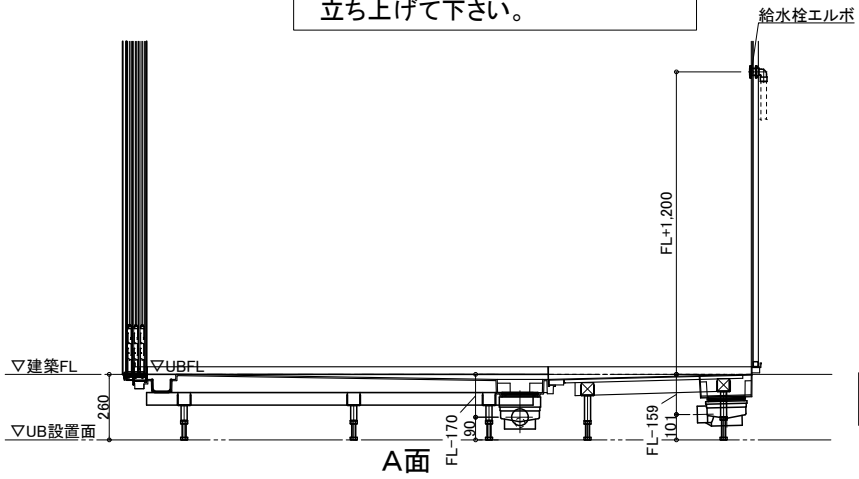 立ち上げて下さい。
給水栓エルボ
FL+1,200
▽建築FL
▽UBFL
260
FL-170
90
FL-159
101
▽UB設置面
A面